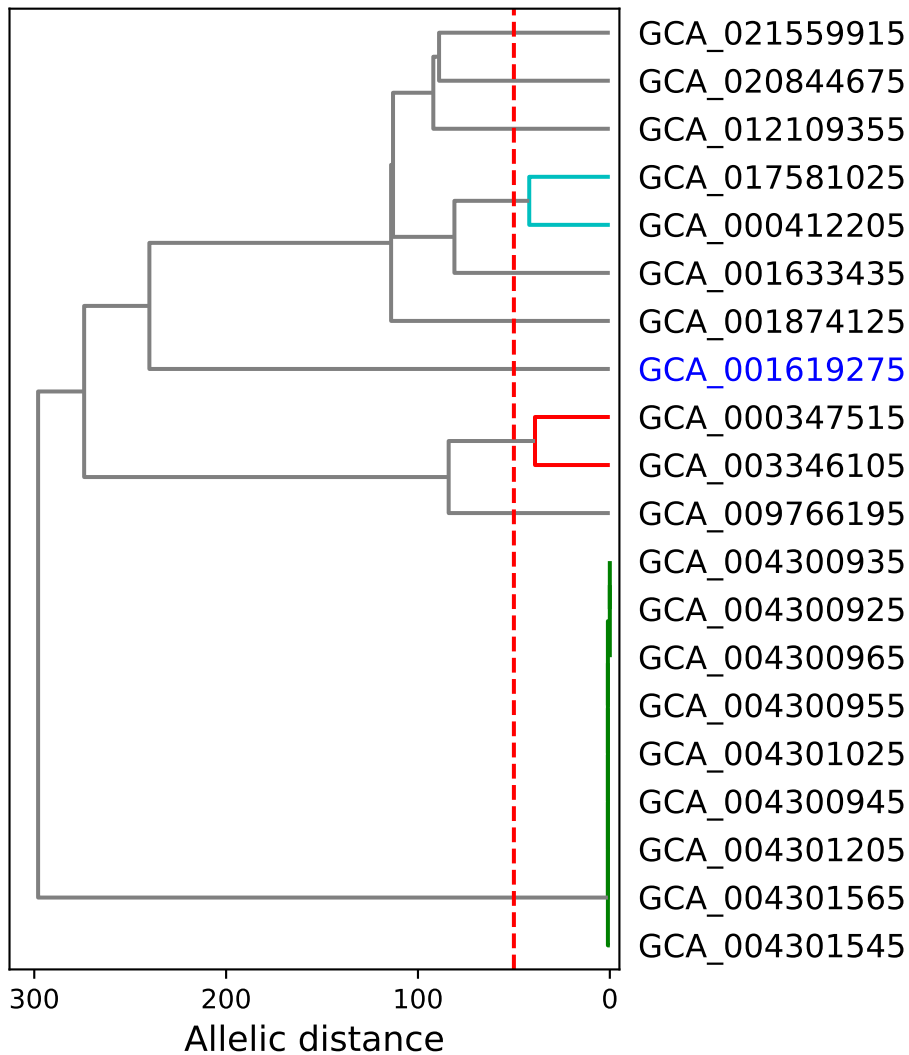 GCA_021559915
GCA_020844675
GCA_012109355
GCA_017581025
GCA_000412205
GCA_001633435
GCA_001874125
GCA_001619275
GCA_000347515
GCA_003346105
GCA_009766195
GCA_004300935
GCA_004300925
GCA_004300965
GCA_004300955
GCA_004301025
GCA_004300945
GCA_004301205
GCA_004301565
GCA_004301545
300 200 100 0
Allelic distance